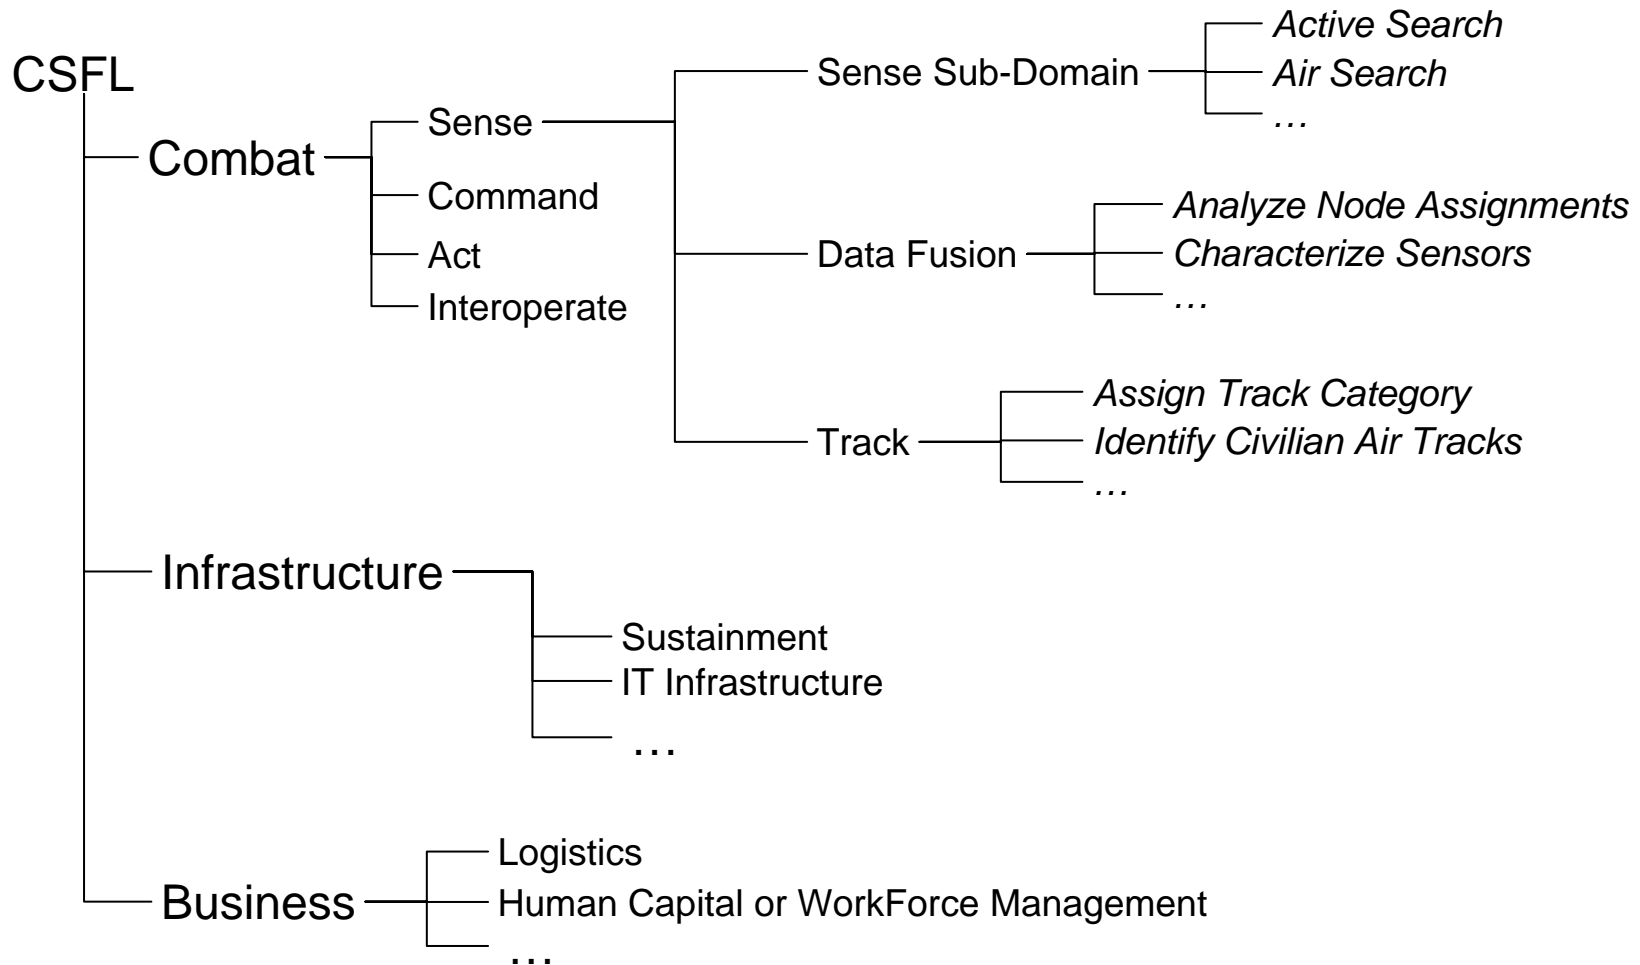 CSFL
Combat
Sense
Command
Act
Interoperate
Sense Sub-Domain
Active Search
Air Search
…
Data Fusion
Analyze Node Assignments
Characterize Sensors
…
Track
Assign Track Category
Identify Civilian Air Tracks
…
Infrastructure
Sustainment
IT Infrastructure
…
Business
Logistics
Human Capital or WorkForce Management
…